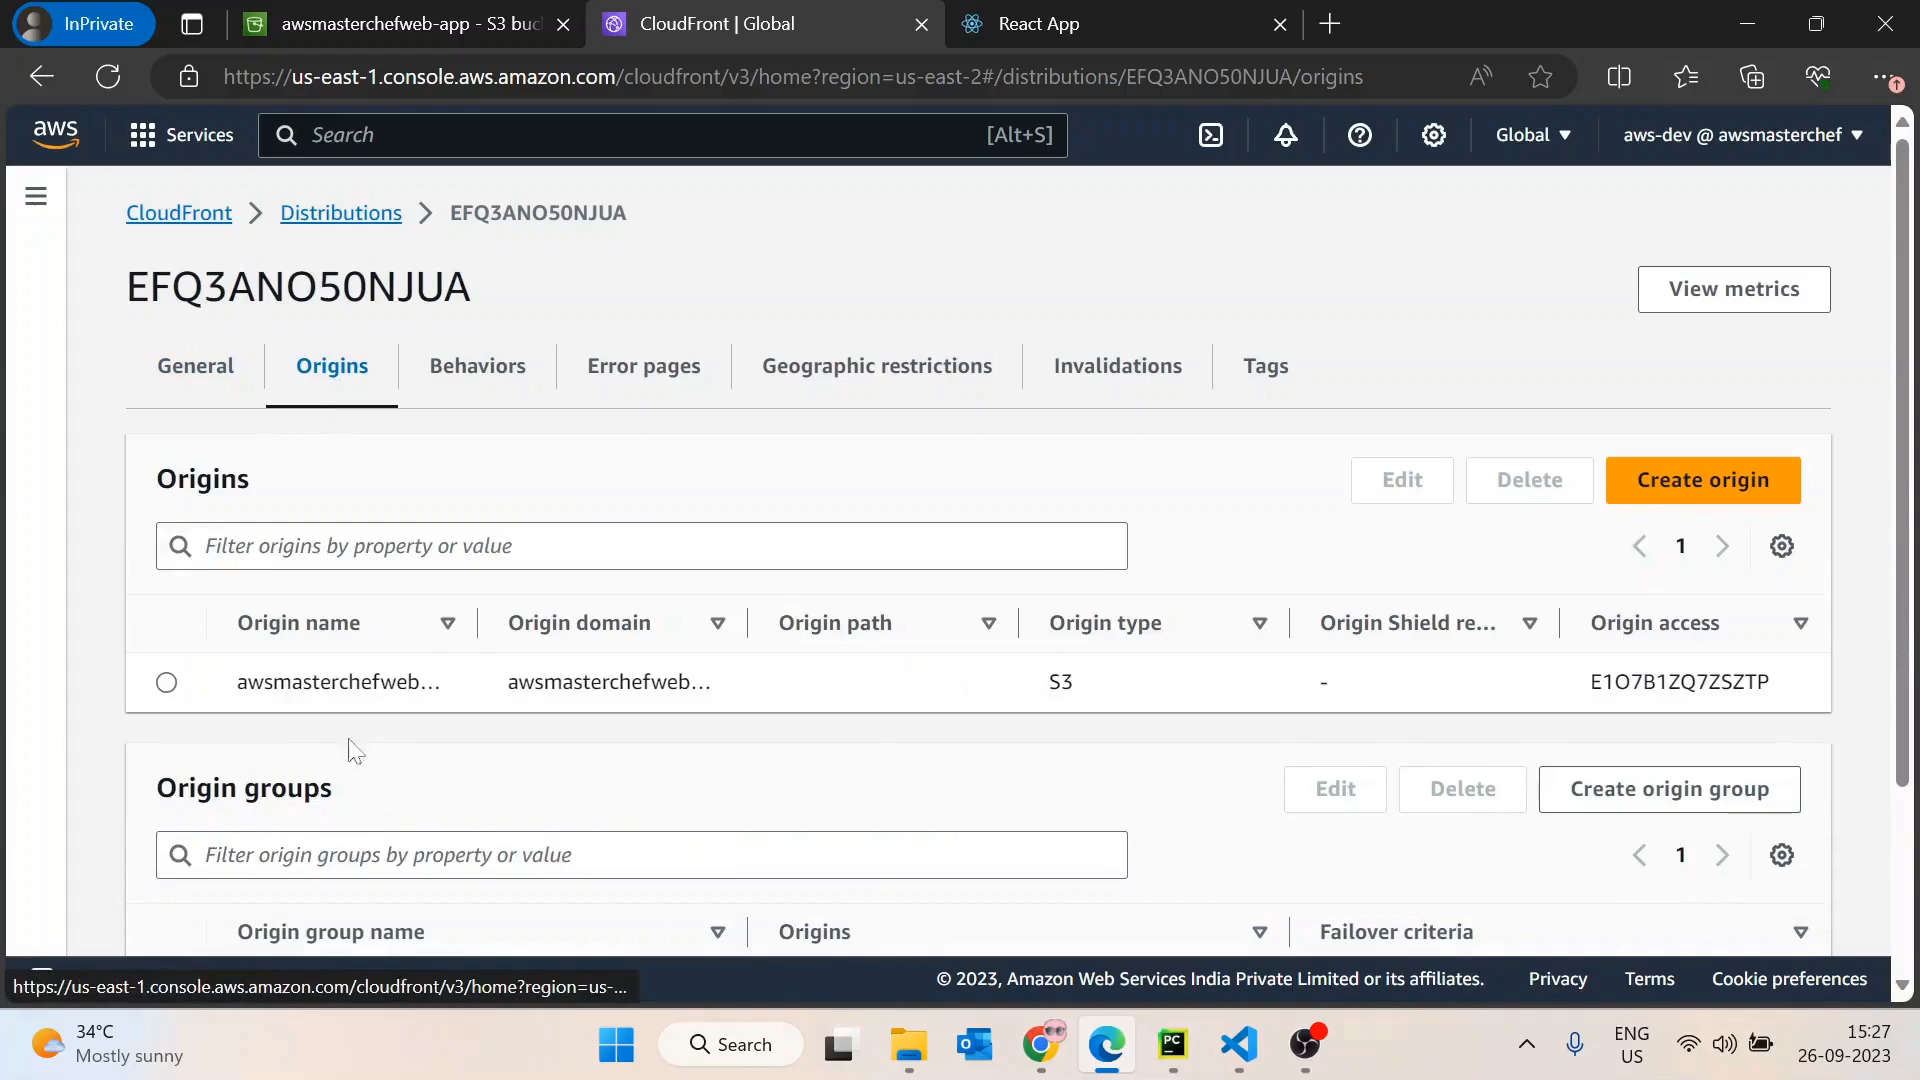 InPrivate
awsmasterchefweb-app - S3 buc
CloudFront | Global
React App
https://us-east-1.console.aws.amazon.com/cloudfront/v3/home?region=us-east-2#/distributions/EFQ3ANO50NJUA/origins
aws
Services
Search
[Alt+S]
Global
aws-dev @ awsmasterchef
CloudFront
Distributions
EFQ3ANO50NJUA
EFQ3ANO50NJUA
View metrics
General
Origins
Behaviors
Error pages
Geographic restrictions
Invalidations
Tags
Origins
Edit
Delete
Create origin
Filter origins by property or value
1
Origin name
Origin domain
Origin path
Origin type
Origin Shield re...
Origin access
awsmasterchefweb...
awsmasterchefweb...
S3
-
E1O7B1ZQ7ZSZTP
Origin groups
Edit
Delete
Create origin group
Filter origin groups by property or value
1
Origin group name
Origins
Failover criteria
https://us-east-1.console.aws.amazon.com/cloudfront/v3/home?region=us-...
© 2023, Amazon Web Services India Private Limited or its affiliates.
Privacy
Terms
Cookie preferences
34°C
Mostly sunny
Search
PC
ENG
US
15:27
26-09-2023